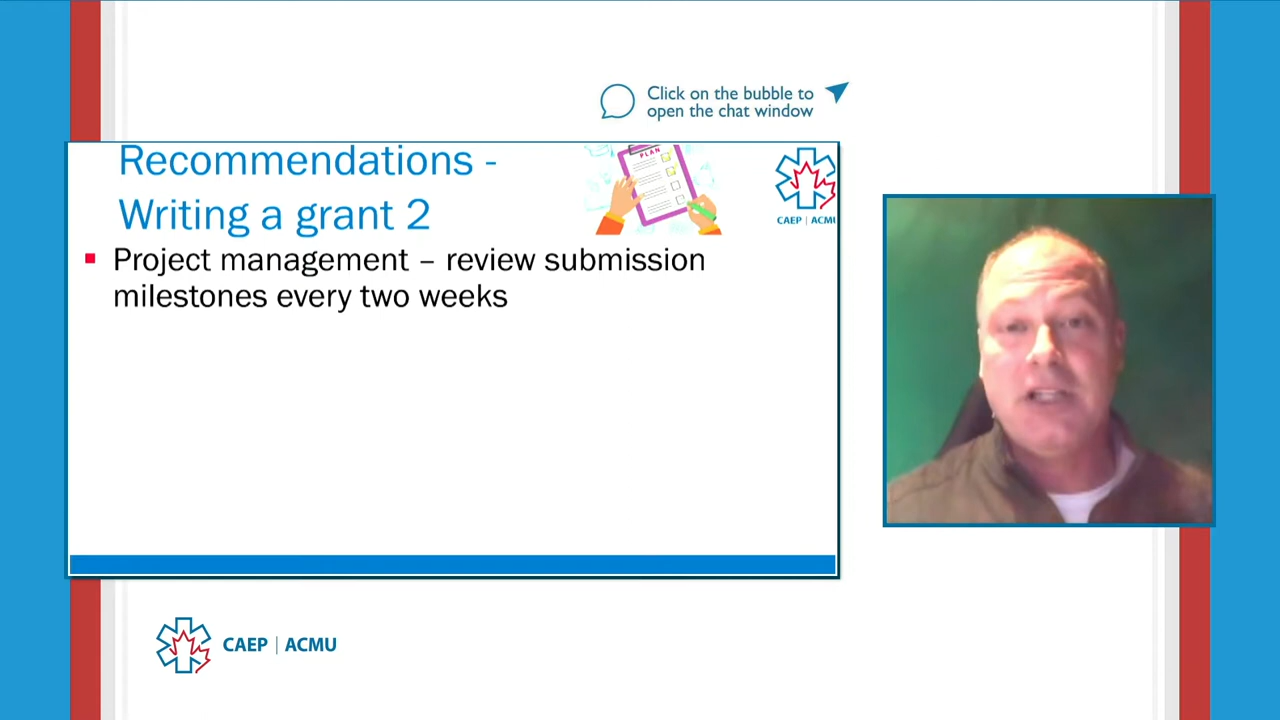 Click on the bubble to
open the chat window
Recommendations -
Writing a grant 2
PLAN
CAEP | ACMU
Project management – review submission
milestones every two weeks
CAEP | ACMU